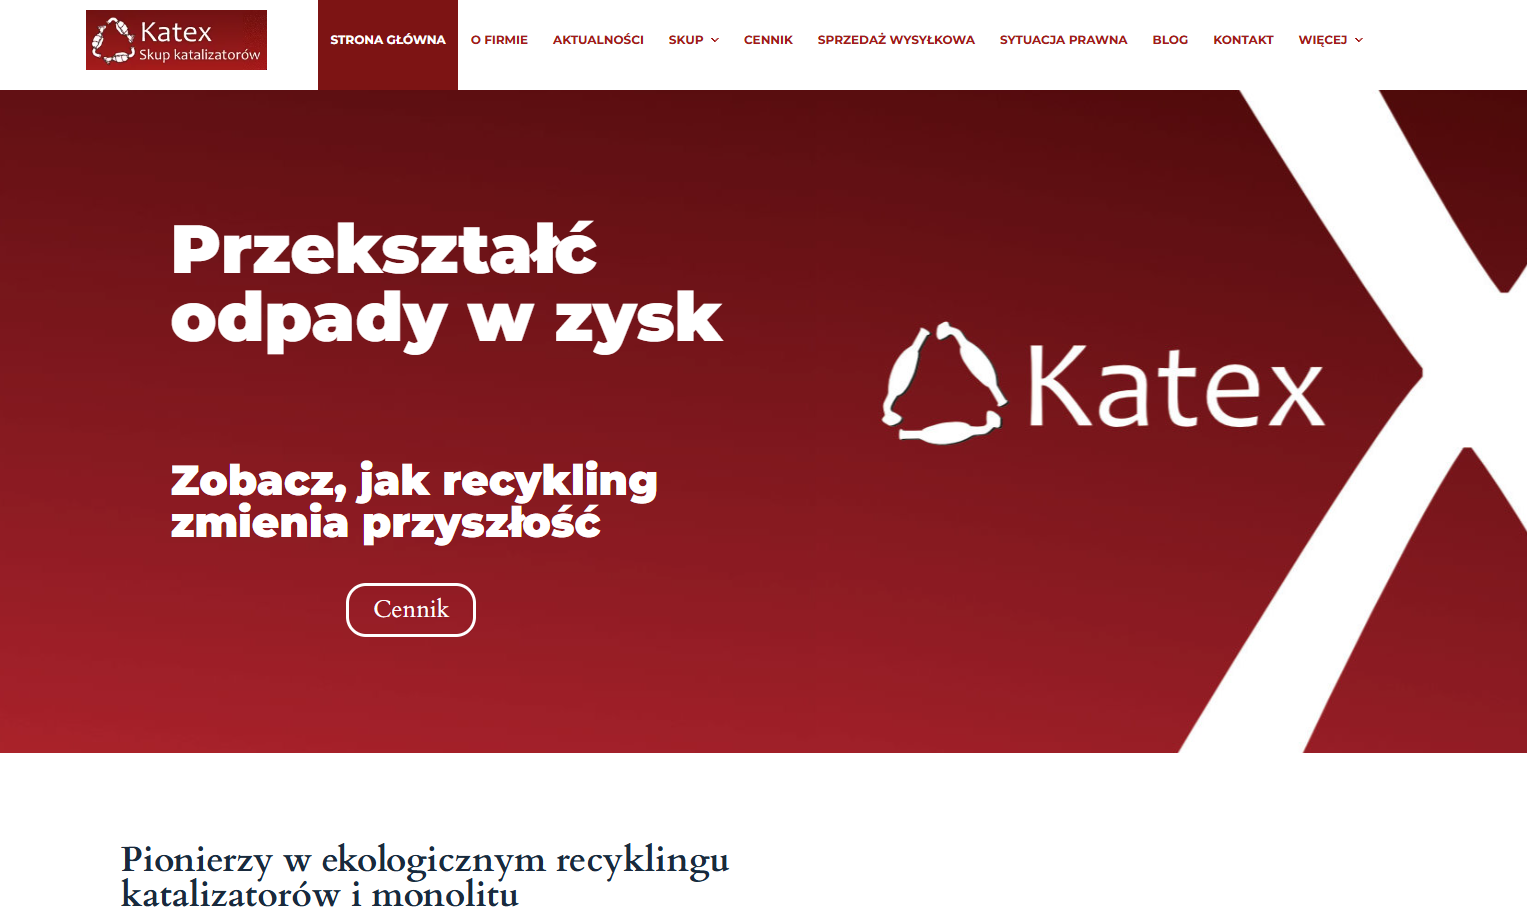 Katex
Skup katalizatorów
STRONA GŁÓWNA
O FIRMIE
AKTUALNOŚCI
SKUP
CENNIK
SPRZEDAŻ WYSYŁKOWA
SYTUACJA PRAWNA
BLOG
KONTAKT
WIĘCEJ
Przekształć
odpady w zysk
Katex
Zobacz, jak recykling
zmienia przyszłość
Cennik
Pionierzy w ekologicznym recyklingu
katalizatorów i monolitu